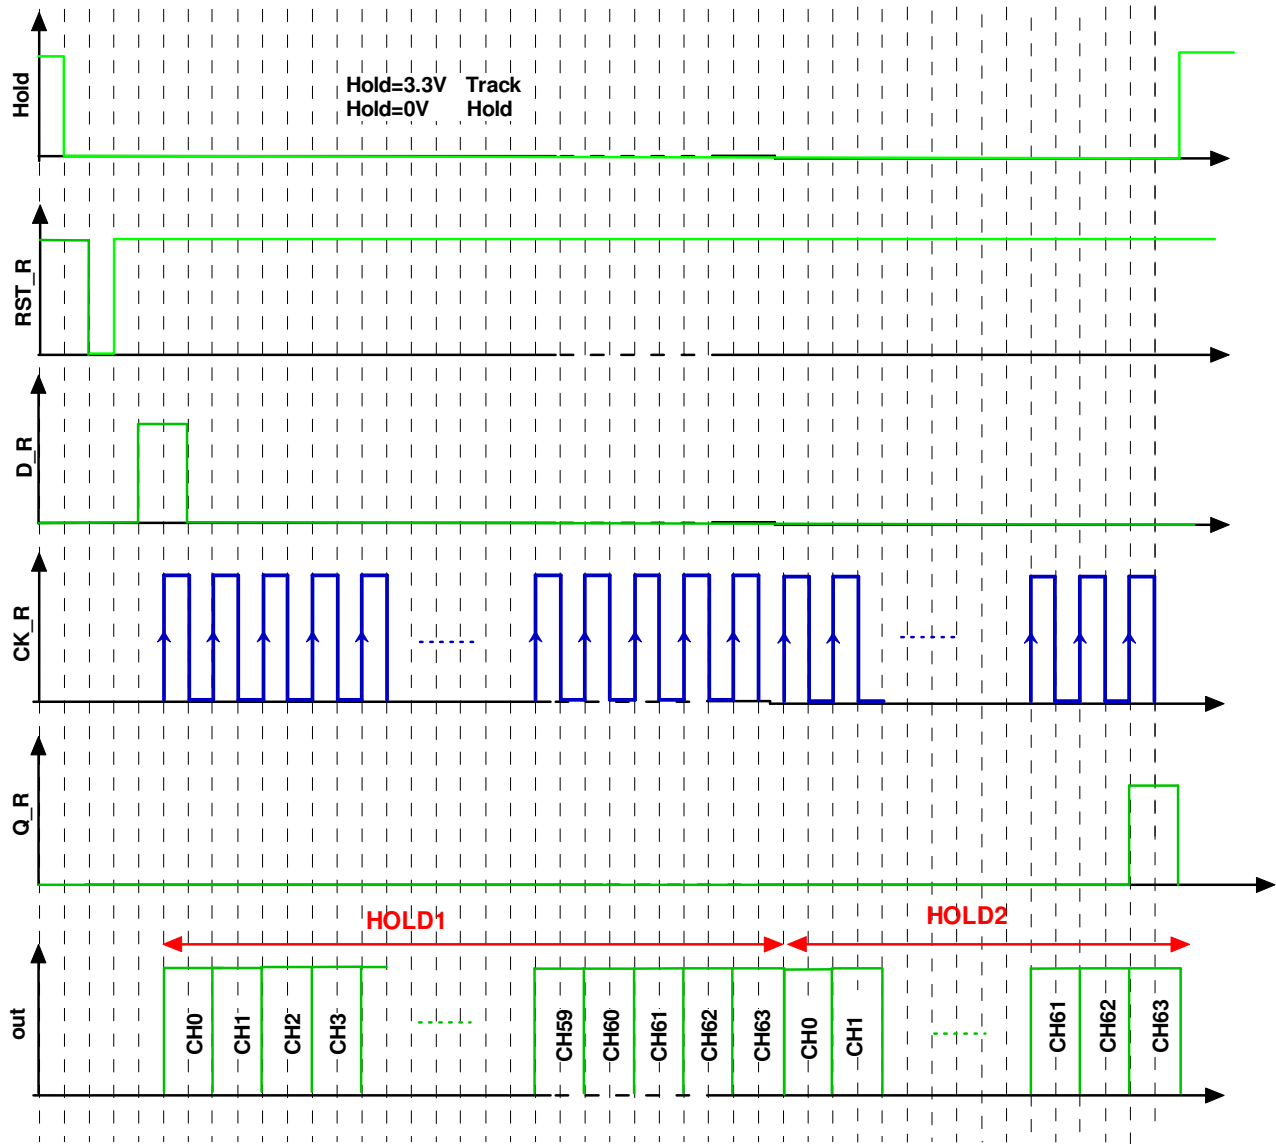 Hold
Hold=3.3V Track
Hold=0V Hold
RST_R
D_R
CK_R
Q_R
HOLD1
HOLD2
out
CH0
CH1
CH2
CH3
CH59
CH60
CH61
CH62
CH63
CH0
CH1
CH61
CH62
CH63